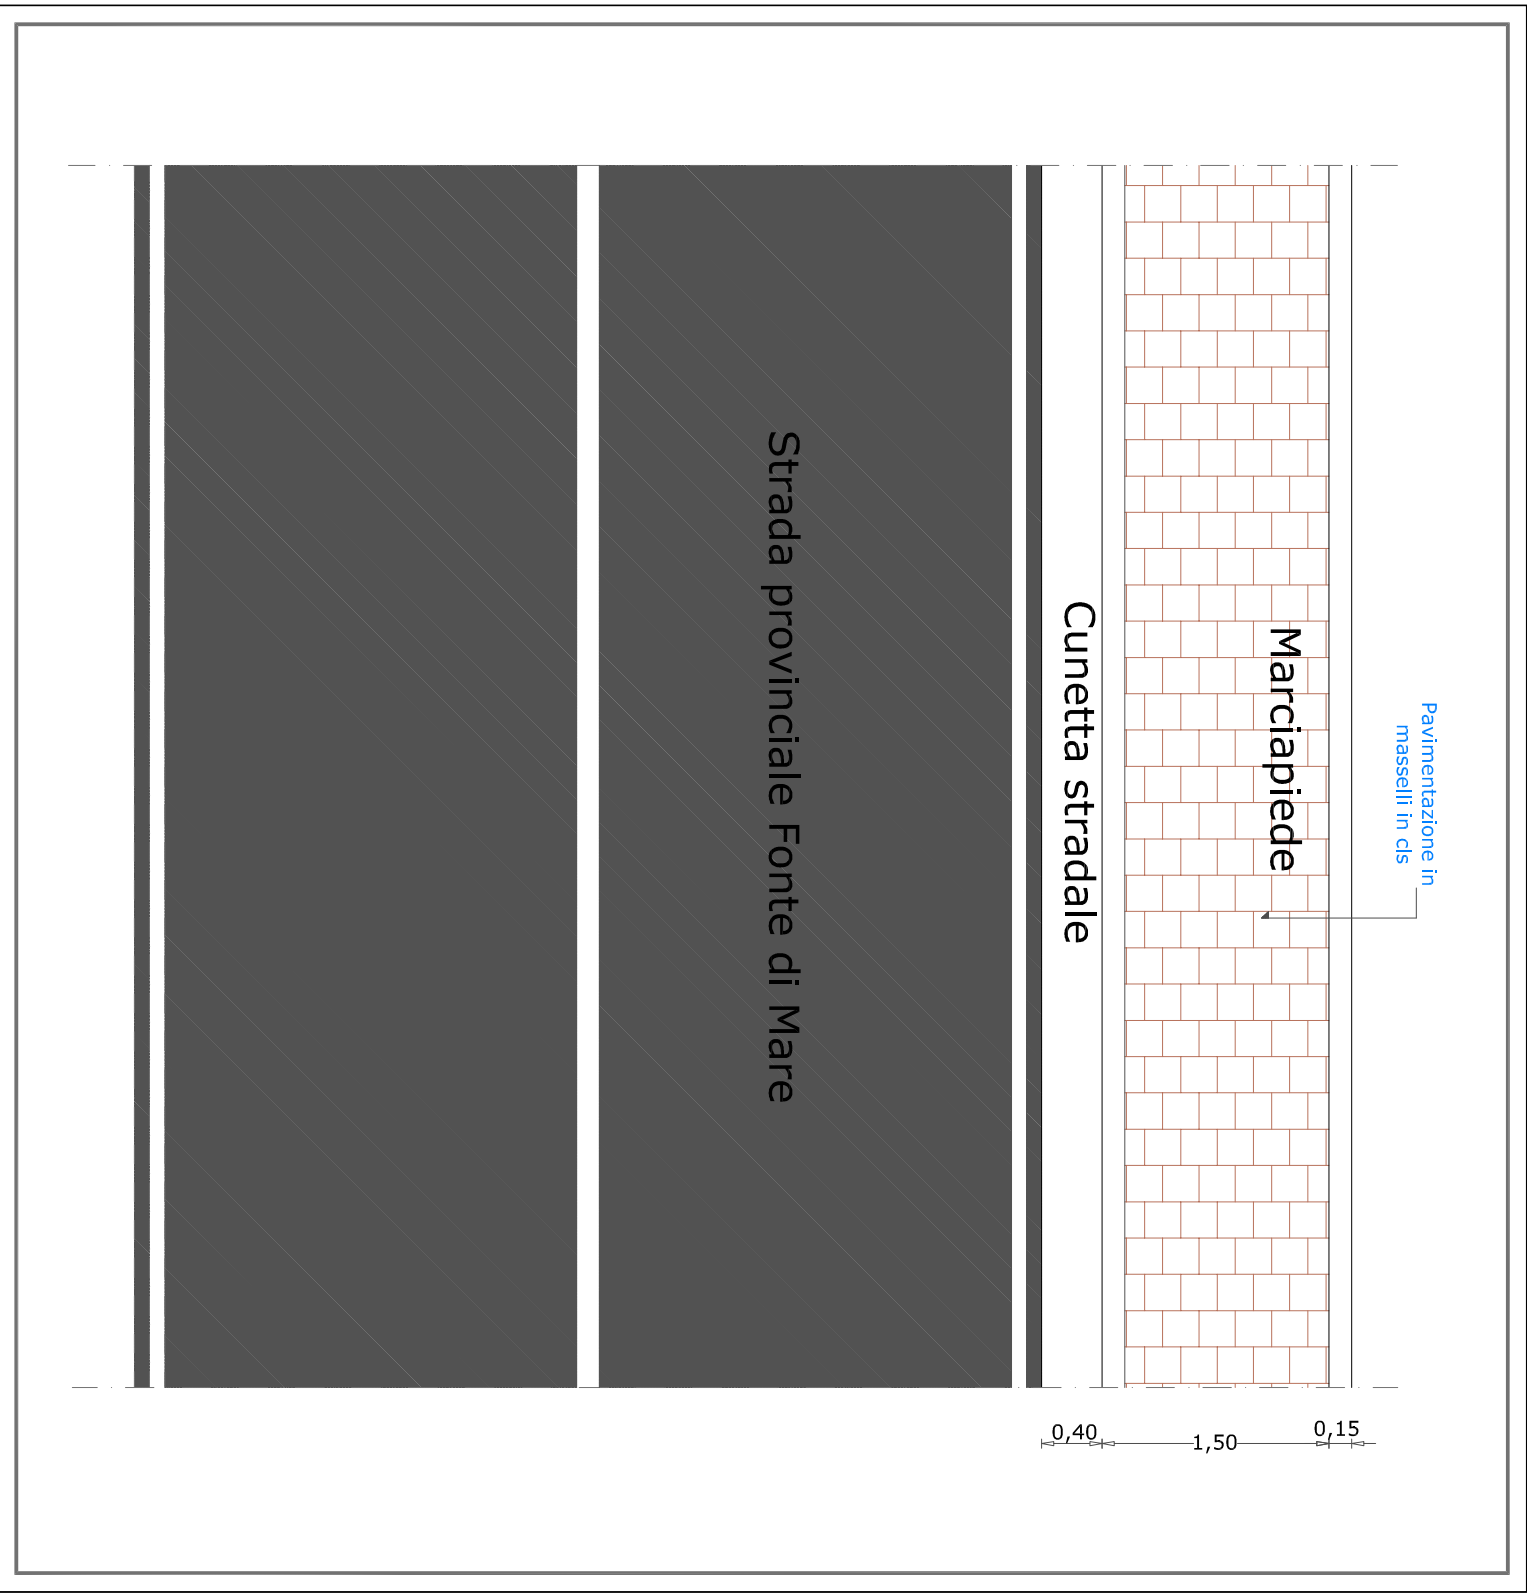 Pavimentazione in
masselli in cls
Marciapiede
Cunetta stradale
Strada provinciale Fonte di Mare
0,40
1,50
0,15